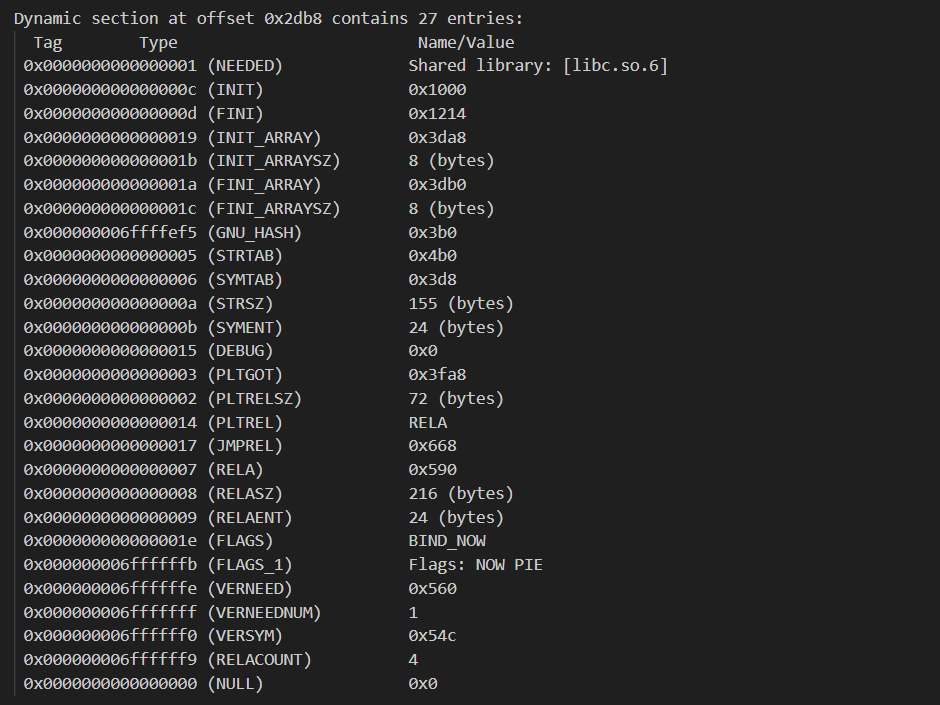 Dynamic section at offset 0x2db8 contains 27 entries:
Tag Type Name/Value
0x0000000000000001 (NEEDED) Shared library: [libc.so.6]
0x000000000000000c (INIT) 0x1000
0x000000000000000d (FINI) 0x1214
0x0000000000000019 (INIT_ARRAY) 0x3da8
0x000000000000001b (INIT_ARRAYSZ) 8 (bytes)
0x000000000000001a (FINI_ARRAY) 0x3db0
0x000000000000001c (FINI_ARRAYSZ) 8 (bytes)
0x000000006ffffef5 (GNU_HASH) 0x3b0
0x0000000000000005 (STRTAB) 0x4b0
0x0000000000000006 (SYMTAB) 0x3d8
0x000000000000000a (STRSZ) 155 (bytes)
0x000000000000000b (SYMENT) 24 (bytes)
0x0000000000000015 (DEBUG) 0x0
0x0000000000000003 (PLTGOT) 0x3fa8
0x0000000000000002 (PLTRELSZ) 72 (bytes)
0x0000000000000014 (PLTREL) RELA
0x0000000000000017 (JMPREL) 0x668
0x0000000000000007 (RELA) 0x590
0x0000000000000008 (RELASZ) 216 (bytes)
0x0000000000000009 (RELAENT) 24 (bytes)
0x000000000000001e (FLAGS) BIND_NOW
0x000000006ffffffb (FLAGS_1) Flags: NOW PIE
0x000000006ffffffe (VERNEED) 0x560
0x000000006fffffff (VERNEEDNUM) 1
0x000000006ffffff0 (VERSYM) 0x54c
0x000000006ffffff9 (RELACOUNT) 4
0x0000000000000000 (NULL) 0x0